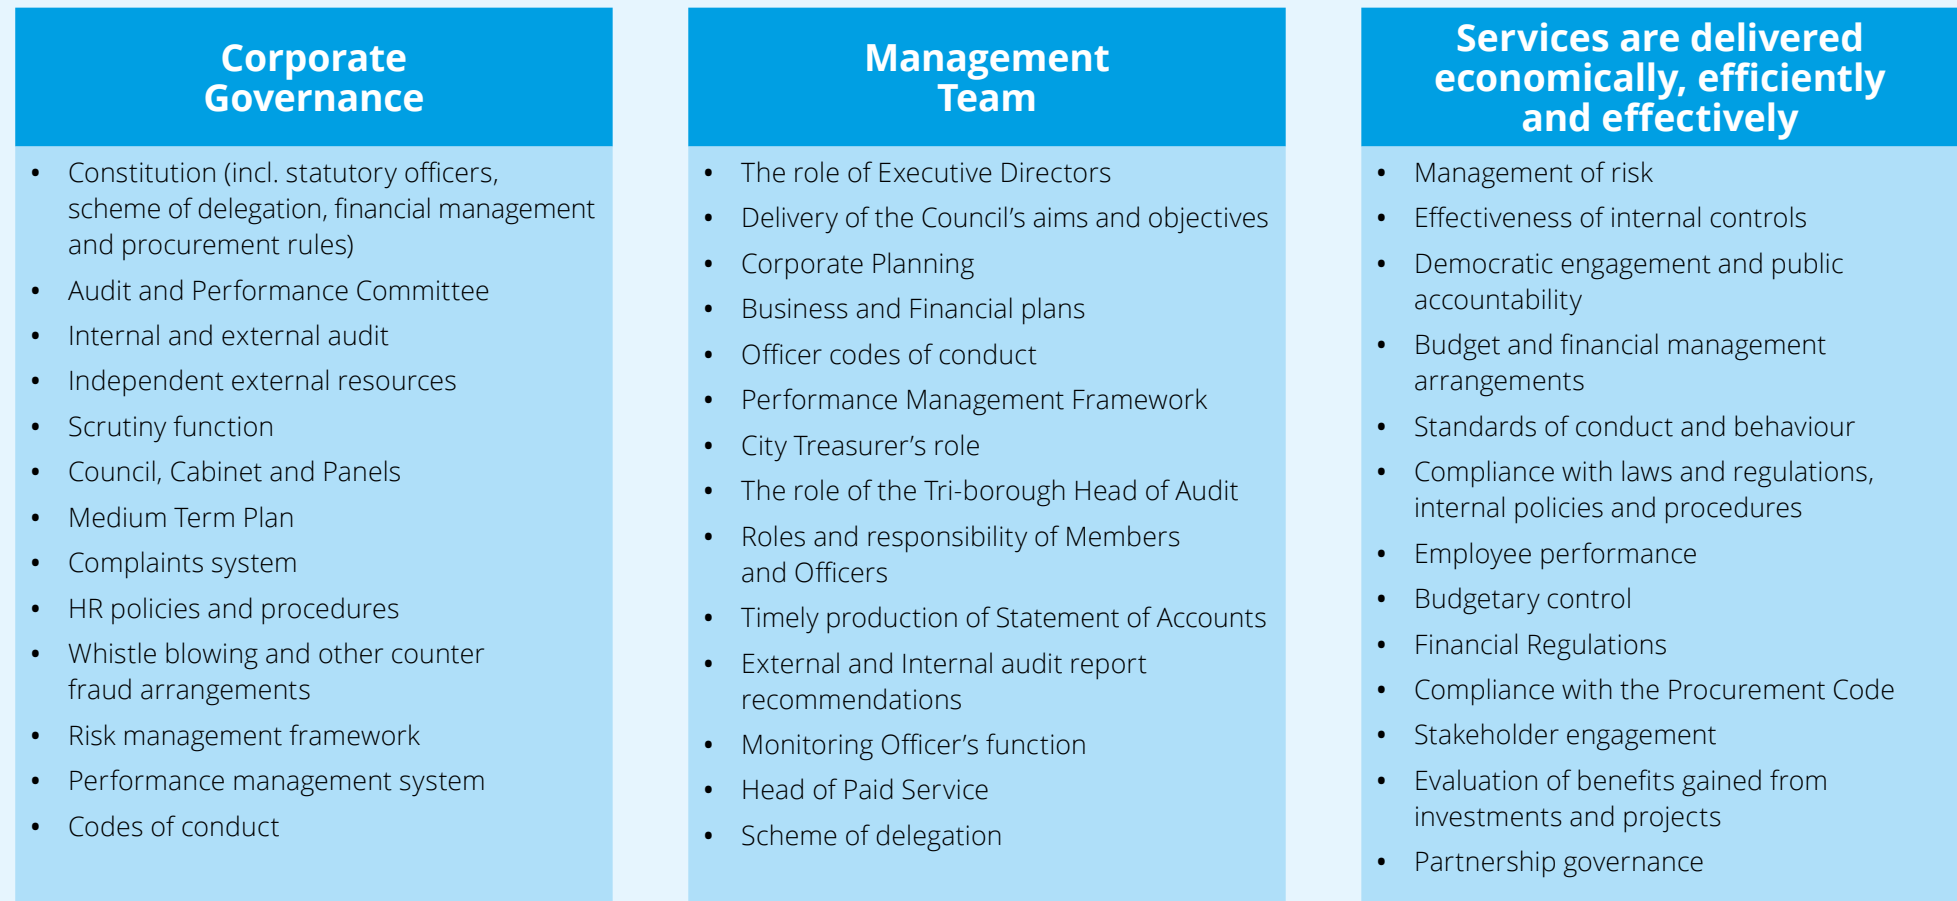 Corporate
Governance
• Constitution (incl. statutory officers,
scheme of delegation, financial management
and procurement rules)
• Audit and Performance Committee
• Internal and external audit
• Independent external resources
• Scrutiny function
• Council, Cabinet and Panels
• Medium Term Plan
• Complaints system
• HR policies and procedures
• Whistle blowing and other counter
fraud arrangements
• Risk management framework
• Performance management system
• Codes of conduct
Management
Team
• The role of Executive Directors
• Delivery of the Council’s aims and objectives
• Corporate Planning
• Business and Financial plans
• Officer codes of conduct
• Performance Management Framework
• City Treasurer’s role
• The role of the Tri-borough Head of Audit
• Roles and responsibility of Members
and Officers
• Timely production of Statement of Accounts
• External and Internal audit report
recommendations
• Monitoring Officer’s function
• Head of Paid Service
• Scheme of delegation
Services are delivered
economically, efficiently
and effectively
• Management of risk
• Effectiveness of internal controls
• Democratic engagement and public
accountability
• Budget and financial management
arrangements
• Standards of conduct and behaviour
• Compliance with laws and regulations,
internal policies and procedures
• Employee performance
• Budgetary control
• Financial Regulations
• Compliance with the Procurement Code
• Stakeholder engagement
• Evaluation of benefits gained from
investments and projects
• Partnership governance